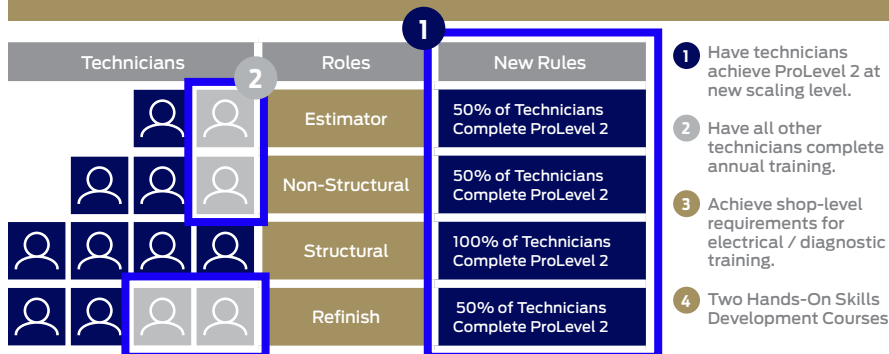 1
Technicians
2
Roles
New Rules
Estimator
50% of Technicians
Complete ProLevel 2
Non-Structural
50% of Technicians
Complete ProLevel 2
Structural
100% of Technicians
Complete ProLevel 2
Refinish
50% of Technicians
Complete ProLevel 2
1 Have technicians
achieve ProLevel 2 at
new scaling level.
2 Have all other
technicians complete
annual training.
3 Achieve shop-level
requirements for
electrical / diagnostic
training.
4 Two Hands-On Skills
Development Courses